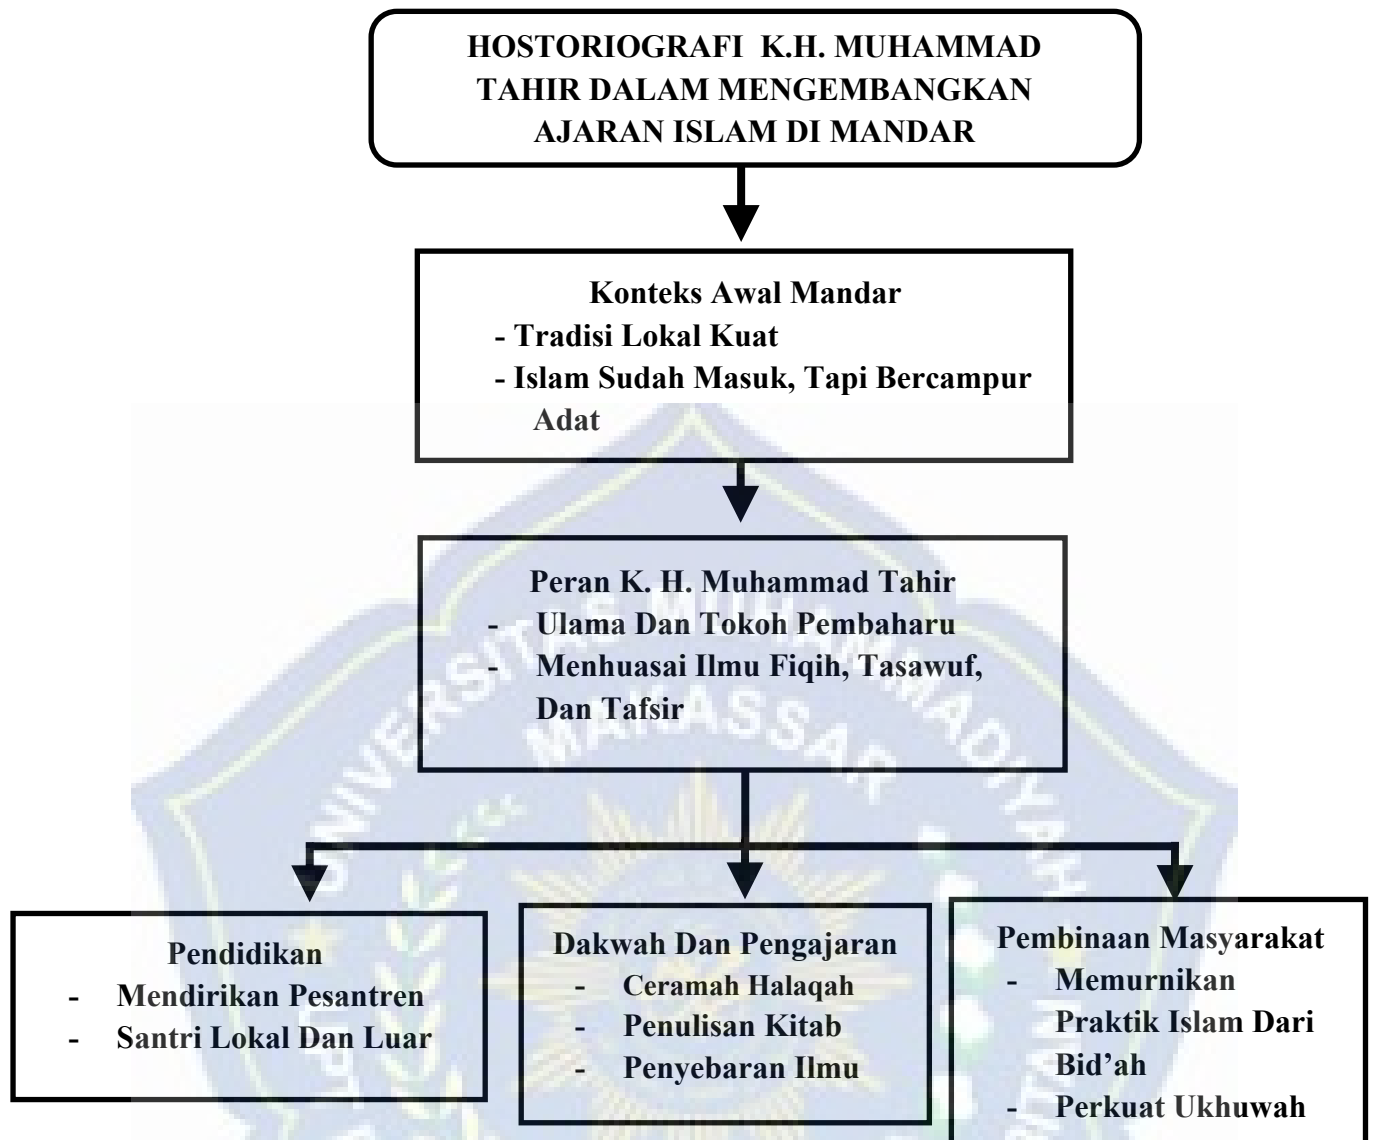 HOSTORIOGRAFI K.H. MUHAMMAD
TAHIR DALAM MENGEMBANGKAN
AJARAN ISLAM DI MANDAR
Konteks Awal Mandar
- Tradisi Lokal Kuat
- Islam Sudah Masuk, Tapi Bercampur
Adat
Peran K. H. Muhammad Tahir
- Ulama Dan Tokoh Pembaharu
- Menhuasai Ilmu Fiqih, Tasawuf,
Dan Tafsir
UNIVERSITAS MUHAMMADIYAH
MAKASSAR
Pendidikan
- Mendirikan Pesantren
- Santri Lokal Dan Luar
Dakwah Dan Pengajaran
- Ceramah Halaqah
- Penulisan Kitab
- Penyebaran Ilmu
Pembinaan Masyarakat
- Memurnikan
Praktik Islam Dari
Bid’ah
- Perkuat Ukhuwah